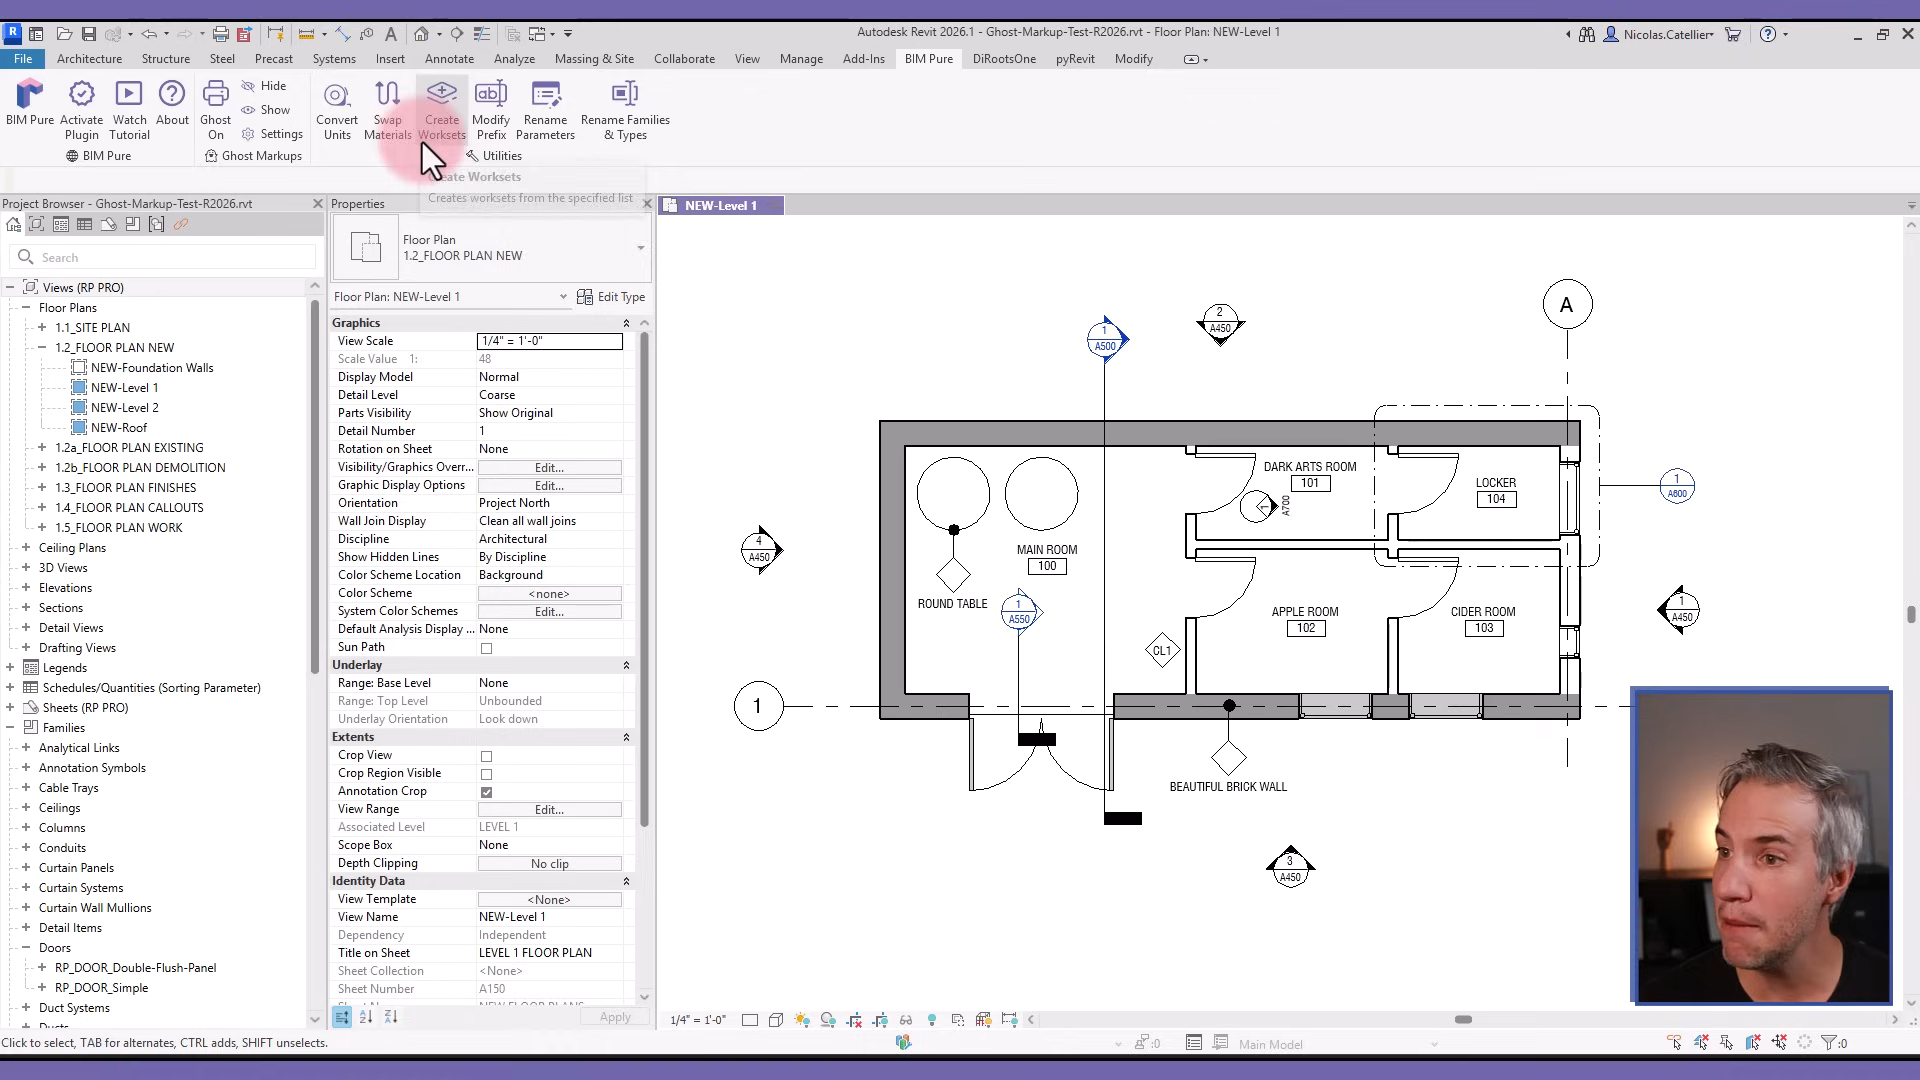 Autodesk Revit 2026.1 - Ghost-Markup-Test-R2026.rvt - Floor Plan: NEW-Level 1
Nicolas.Catellier
File Architecture Structure Steel Precast Systems Insert Annotate Analyze Massing & Site Collaborate View Manage Add-Ins BIM Pure DiRootsOne pyRevit Modify
BIM Pure
Activate Plugin
Watch Tutorial
About
BIM Pure
Ghost On
Hide
Show
Settings
Ghost Markups
Convert Units
Swap Materials
Create Worksets
Modify Prefix
Rename Parameters
Rename Families & Types
Utilities
Create Worksets
Creates worksets from the specified list
Project Browser - Ghost-Markup-Test-R2026.rvt
Search
Views (RP PRO)
Floor Plans
1.1_SITE PLAN
1.2_FLOOR PLAN NEW
NEW-Foundation Walls
NEW-Level 1
NEW-Level 2
NEW-Roof
1.2a_FLOOR PLAN EXISTING
1.2b_FLOOR PLAN DEMOLITION
1.3_FLOOR PLAN FINISHES
1.4_FLOOR PLAN CALLOUTS
1.5_FLOOR PLAN WORK
Ceiling Plans
3D Views
Elevations
Sections
Detail Views
Drafting Views
Legends
Schedules/Quantities (Sorting Parameter)
Sheets (RP PRO)
Families
Analytical Links
Annotation Symbols
Cable Trays
Ceilings
Columns
Conduits
Curtain Panels
Curtain Systems
Curtain Wall Mullions
Detail Items
Doors
RP_DOOR_Double-Flush-Panel
RP_DOOR_Simple
Duct Systems
Ducts
Properties
Floor Plan
1.2_FLOOR PLAN NEW
Floor Plan: NEW-Level 1 Edit Type
Graphics
View Scale 1/4" = 1'-0"
Scale Value 1: 48
Display Model Normal
Detail Level Coarse
Parts Visibility Show Original
Detail Number 1
Rotation on Sheet None
Visibility/Graphics Overr... Edit...
Graphic Display Options Edit...
Orientation Project North
Wall Join Display Clean all wall joins
Discipline Architectural
Show Hidden Lines By Discipline
Color Scheme Location Background
Color Scheme <none>
System Color Schemes Edit...
Default Analysis Display ... None
Sun Path
Underlay
Range: Base Level None
Range: Top Level Unbounded
Underlay Orientation Look down
Extents
Crop View
Crop Region Visible
Annotation Crop
View Range Edit...
Associated Level LEVEL 1
Scope Box None
Depth Clipping No clip
Identity Data
View Template <None>
View Name NEW-Level 1
Dependency Independent
Title on Sheet LEVEL 1 FLOOR PLAN
Sheet Collection <None>
Sheet Number A150
Apply
NEW-Level 1
A
2
A450
1
A500
DARK ARTS ROOM
101
1
A700
LOCKER
104
1
A600
4
A450
MAIN ROOM
100
ROUND TABLE
1
A550
APPLE ROOM
102
CIDER ROOM
103
1
A450
CL1
1
BEAUTIFUL BRICK WALL
3
A450
1/4" = 1'-0"
Click to select, TAB for alternates, CTRL adds, SHIFT unselects.
:0
Main Model
:0